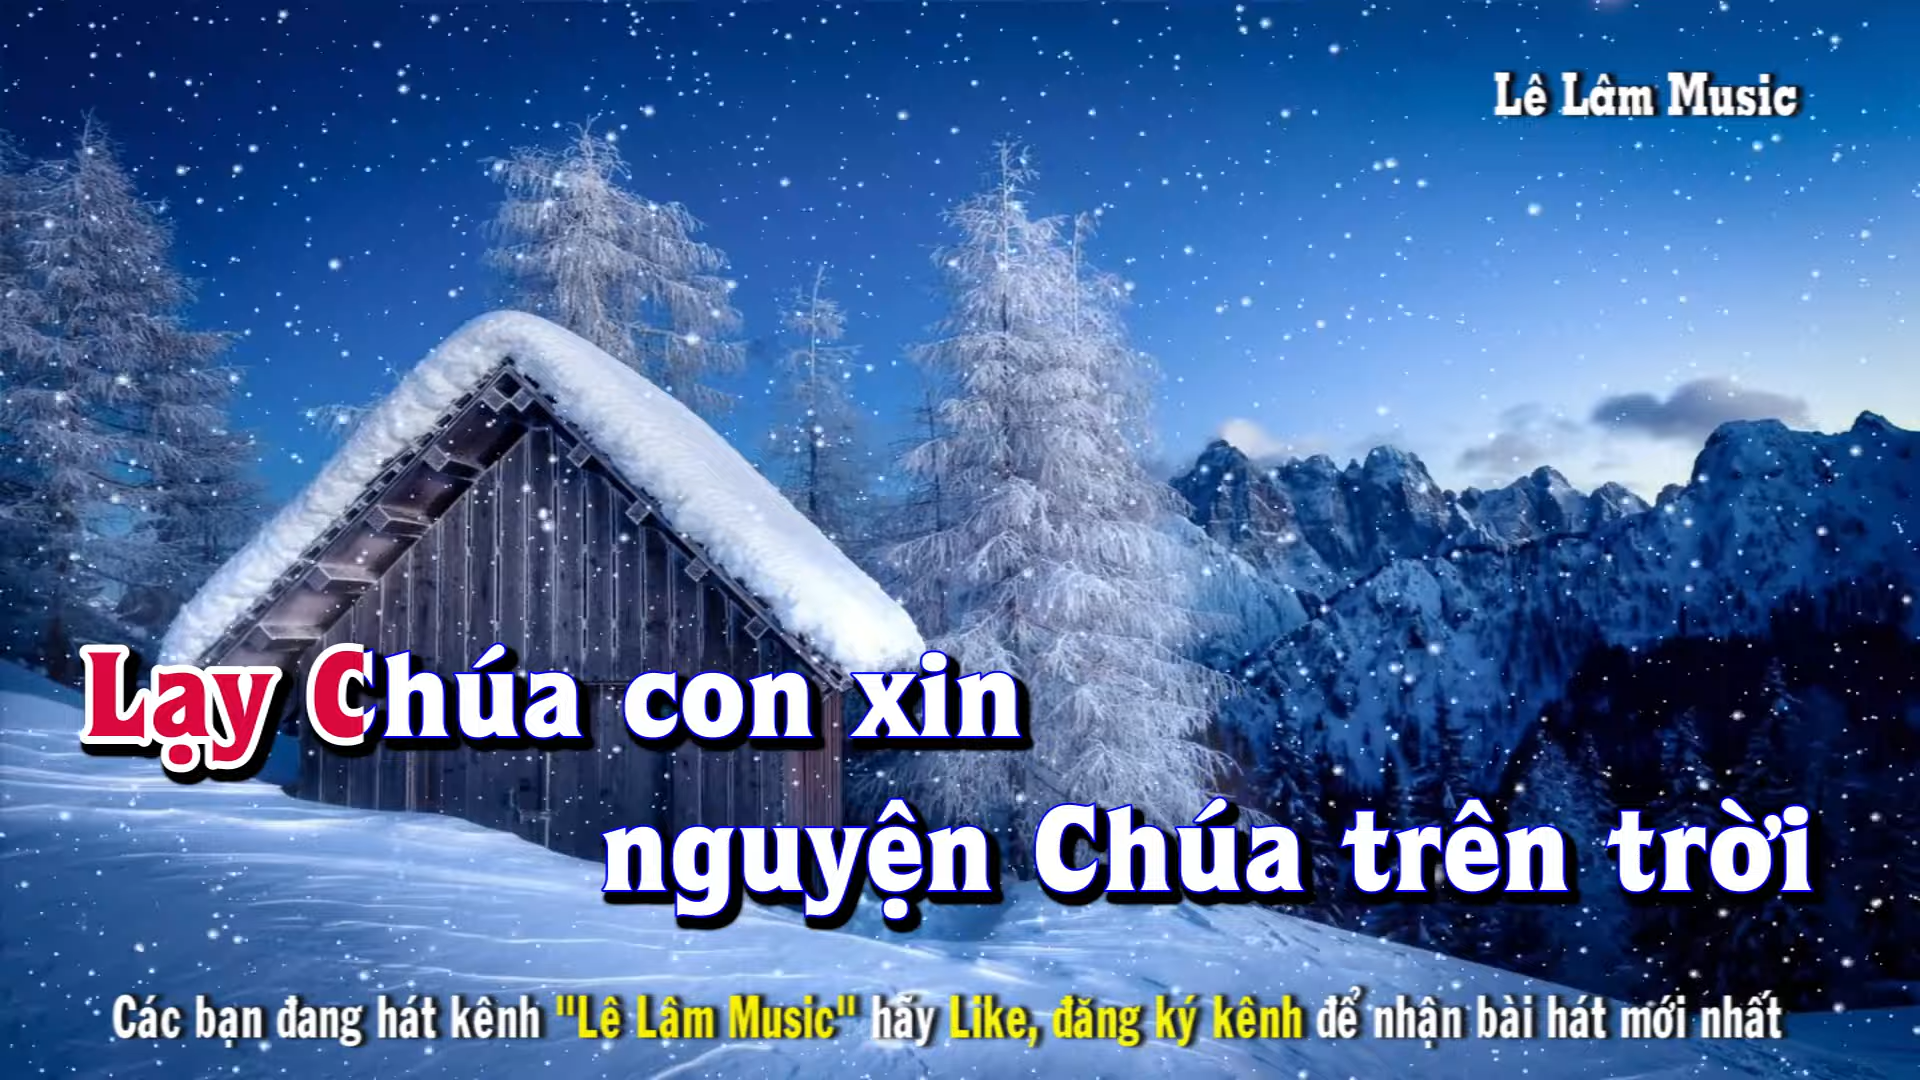 Lê Lâm Music
Lạy Chúa con xin
nguyện Chúa trên trời
Các bạn đang hát kênh "Lê Lâm Music" hãy Like, đăng ký kênh để nhận bài hát mới nhất